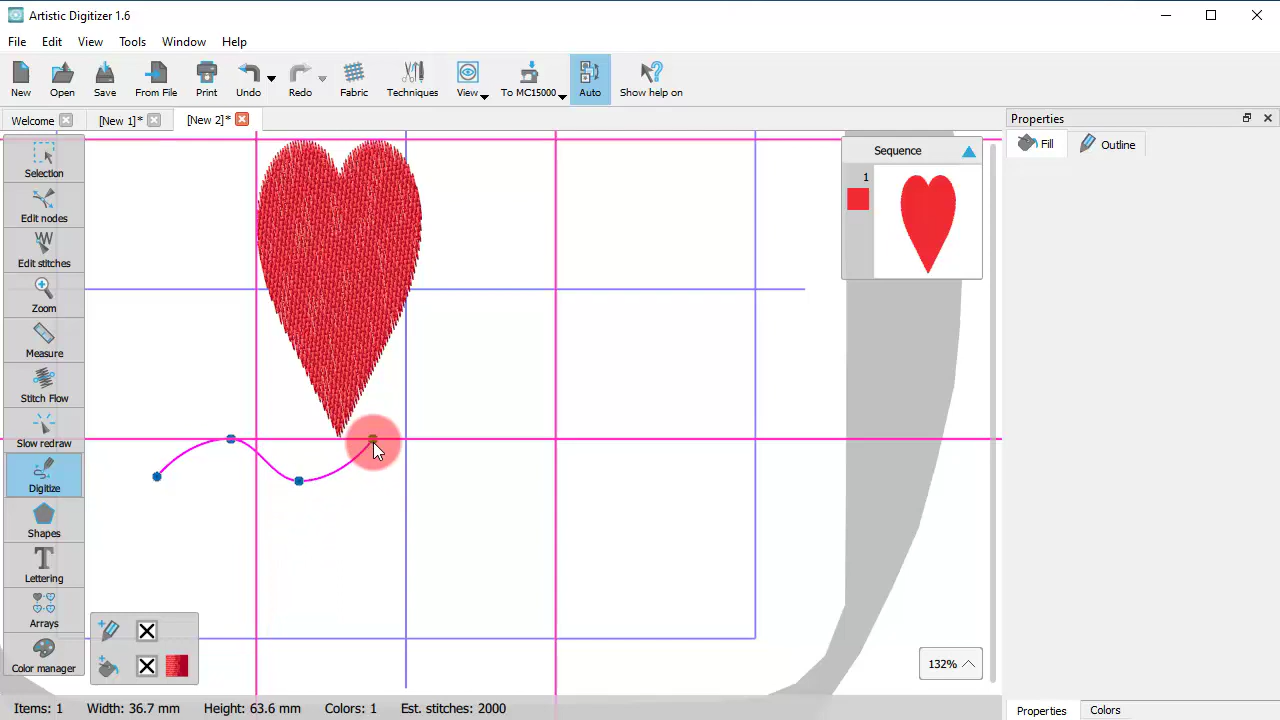 Artistic Digitizer 1.6
File Edit View Tools Window Help
New Open Save From File Print Undo Redo Fabric Techniques View To MC15000 Auto Show help on
Welcome [New 1]* [New 2]*
Properties
Fill Outline
Sequence
1
Selection
Edit nodes
Edit stitches
Zoom
Measure
Stitch Flow
Slow redraw
Digitize
Shapes
Lettering
Arrays
Color manager
132%
Items: 1 Width: 36.7 mm Height: 63.6 mm Colors: 1 Est. stitches: 2000
Properties Colors